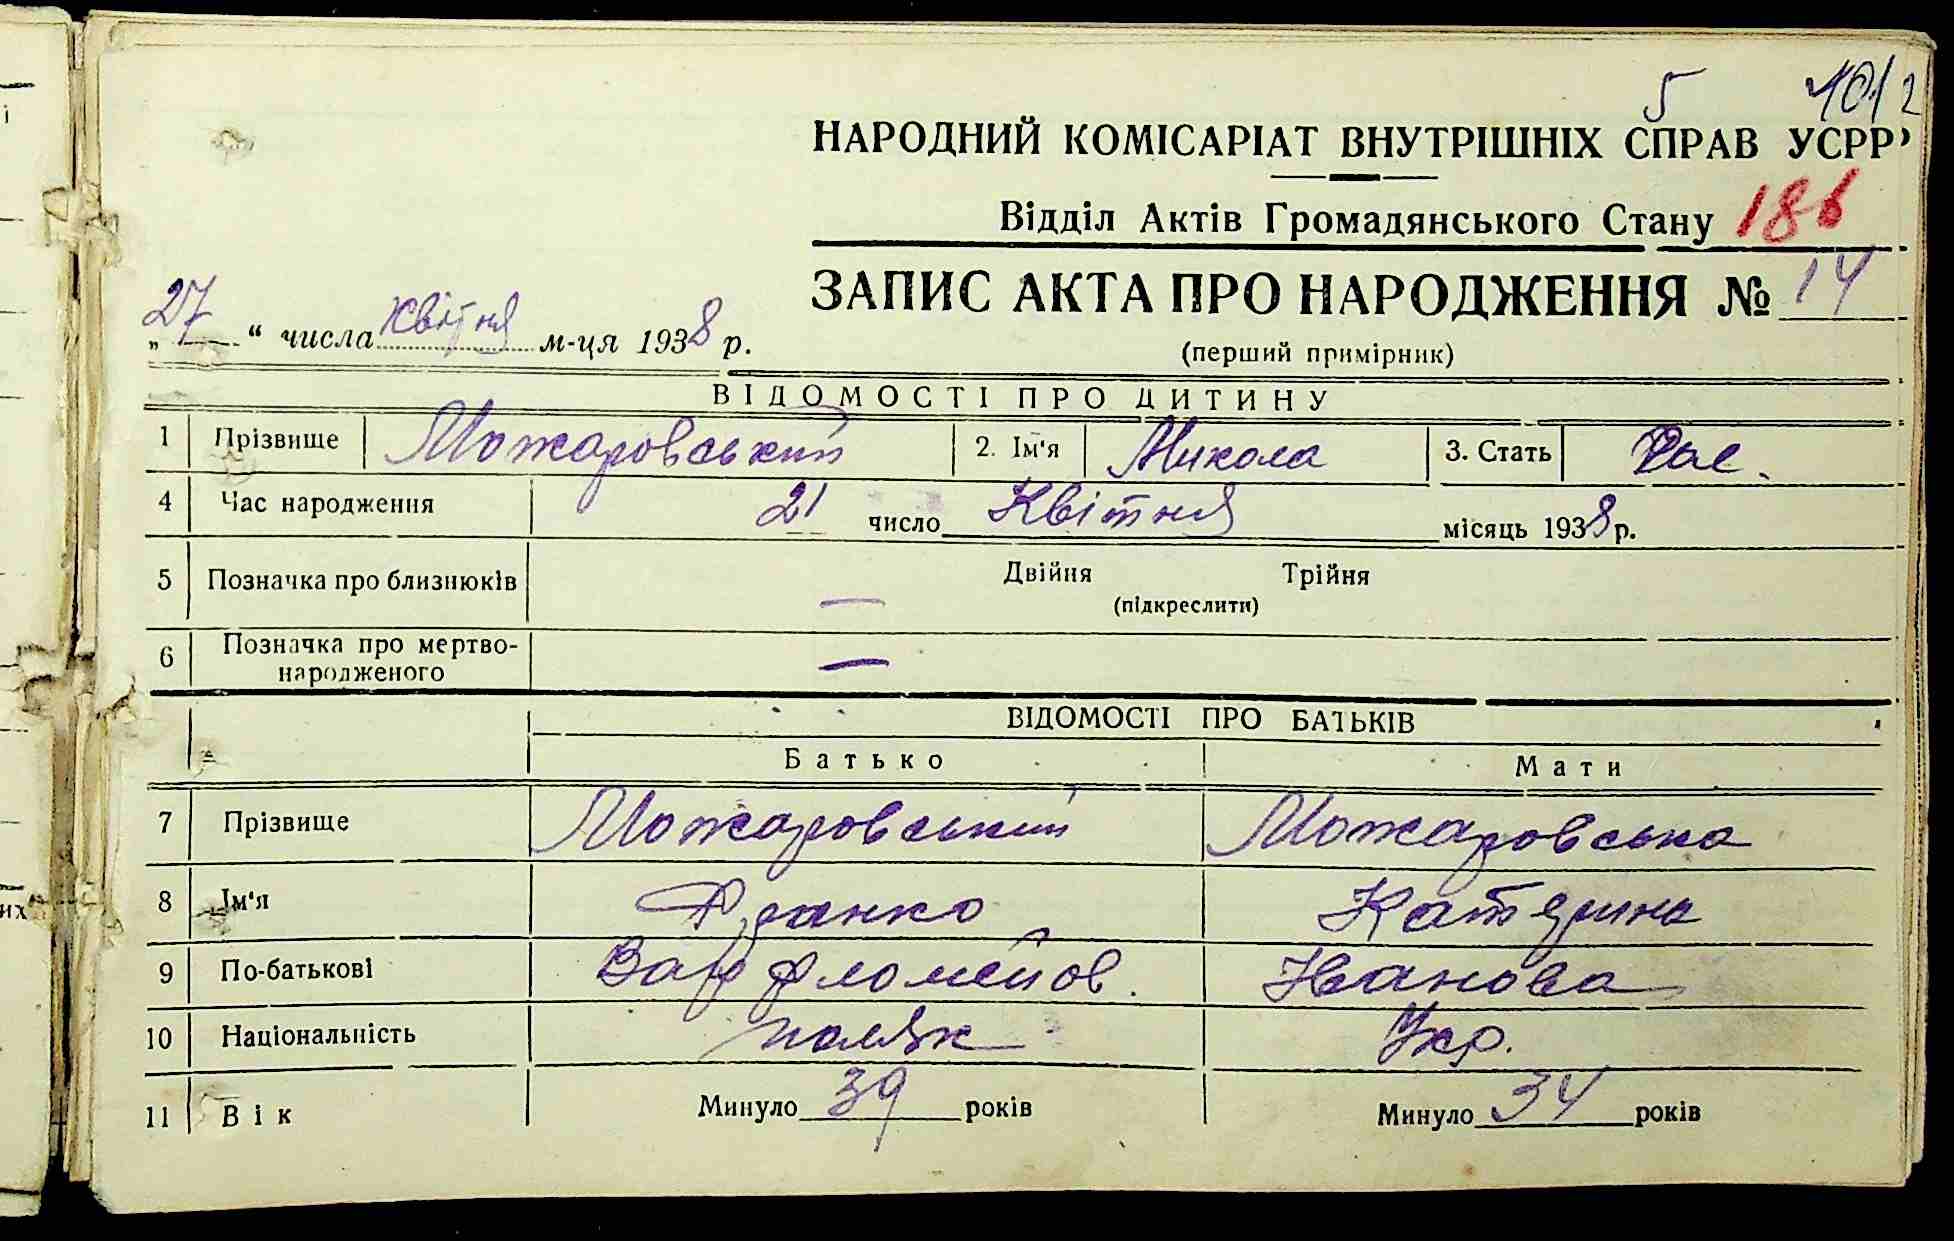 5
НАРОДНИЙ КОМІСАРІАТ ВНУТРІШНІХ СПРАВ УСРР
Відділ Актів Громадянського Стану 186
ЗАПИС АКТА ПРО НАРОДЖЕННЯ № 14
„ 27 “ числа Квітня м-ця 1938 р.
(перший примірник)
ВІДОМОСТІ ПРО ДИТИНУ
1 Прізвище Можаровський 2. Ім'я Микола 3. Стать
4 Час народження 21 число Квітня місяць 1938 р.
5 Позначка про близнюків — Двійня Трійня
(підкреслити)
6 Позначка про мертво-
народженого —
ВІДОМОСТІ ПРО БАТЬКІВ
Батько Мати
7 Прізвище Можаровський Можаровська
8 Ім'я Франко Катерина
9 По-батькові Варфломейов. Іванова
10 Національність поляк Укр.
11 Вік Минуло 39 років Минуло 34 років
их